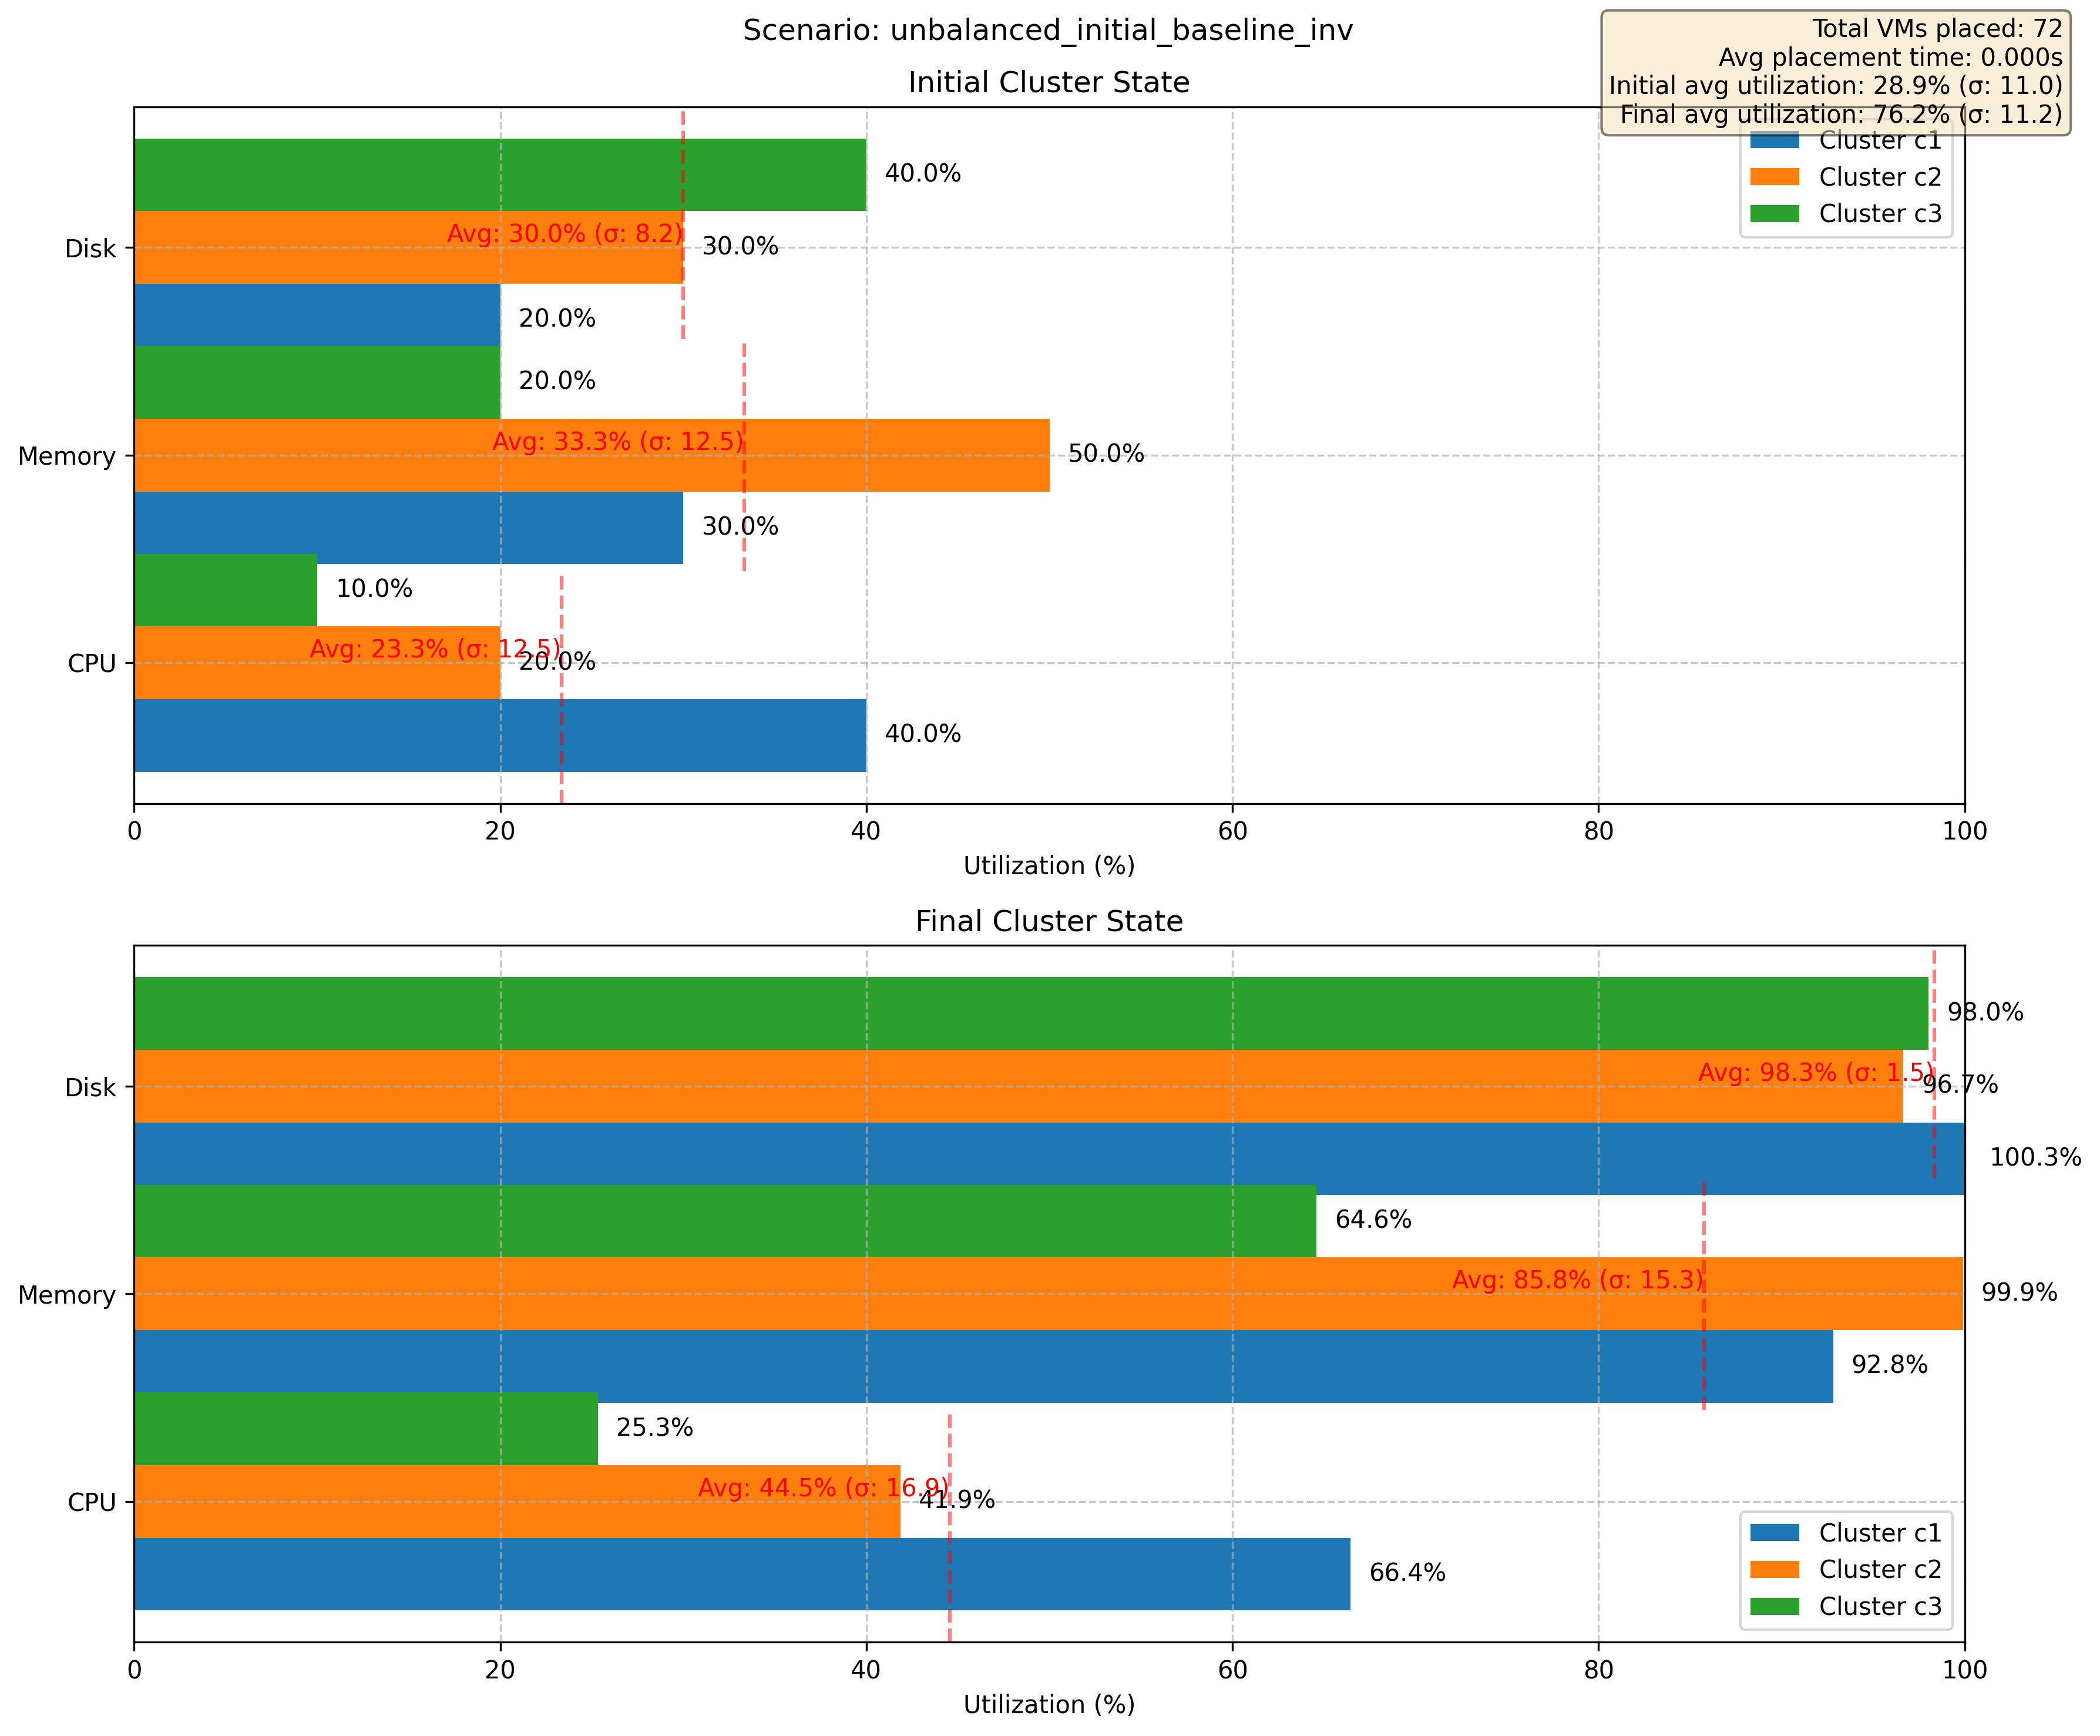 Scenario: unbalanced_initial_baseline_inv
Total VMs placed: 72
Avg placement time: 0.000s
Initial avg utilization: 28.9% (σ: 11.0)
Final avg utilization: 76.2% (σ: 11.2)
Initial Cluster State
Cluster c1
Cluster c2
Cluster c3
40.0%
Disk
Avg: 30.0% (σ: 8.2)
30.0%
20.0%
20.0%
Memory
Avg: 33.3% (σ: 12.5)
50.0%
30.0%
10.0%
CPU
Avg: 23.3% (σ: 12.5)
20.0%
40.0%
0 20 40 60 80 100
Utilization (%)
Final Cluster State
98.0%
Disk
Avg: 98.3% (σ: 1.5)
96.7%
100.3%
64.6%
Memory
Avg: 85.8% (σ: 15.3)
99.9%
92.8%
25.3%
CPU
Avg: 44.5% (σ: 16.9)
41.9%
66.4%
Cluster c1
Cluster c2
Cluster c3
0 20 40 60 80 100
Utilization (%)